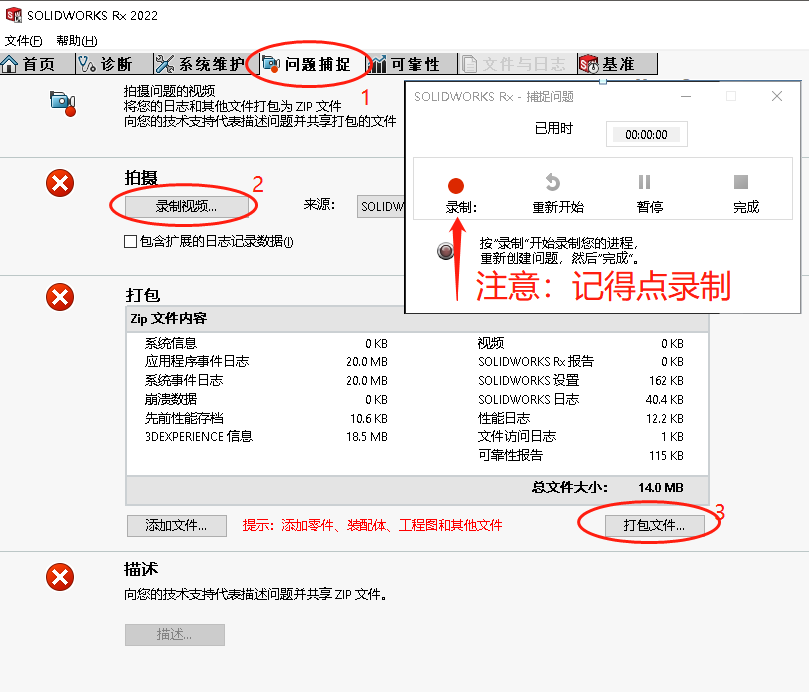 SOLIDWORKS Rx 2022
文件(F) 帮助(H)
首页 诊断 系统维护 问题捕捉 可靠性 文件与日志 基准
1
拍摄问题的视频
将您的日志和其他文件打包为 ZIP 文件
向您的技术支持代表描述问题并共享打包的文件
SOLIDWORKS Rx - 捕捉问题
已用时 00:00:00
录制: 重新开始 暂停 完成
按"录制"开始录制您的进程,
重新创建问题，然后"完成"。
注意：记得点录制
拍摄
2
录制视频... 来源: SOLIDW
包含扩展的日志记录数据(I)
打包
Zip 文件内容
系统信息 0 KB 视频 0 KB
应用程序事件日志 20.0 MB SOLIDWORKS Rx 报告 0 KB
系统事件日志 20.0 MB SOLIDWORKS 设置 162 KB
崩溃数据 0 KB SOLIDWORKS 日志 40.4 KB
先前性能存档 10.6 KB 性能日志 12.2 KB
3DEXPERIENCE 信息 18.5 MB 文件访问日志 1 KB
可靠性报告 115 KB
总文件大小: 14.0 MB
添加文件... 提示：添加零件、装配体、工程图和其他文件 打包文件... 3
描述
向您的技术支持代表描述问题并共享 ZIP 文件。
描述...